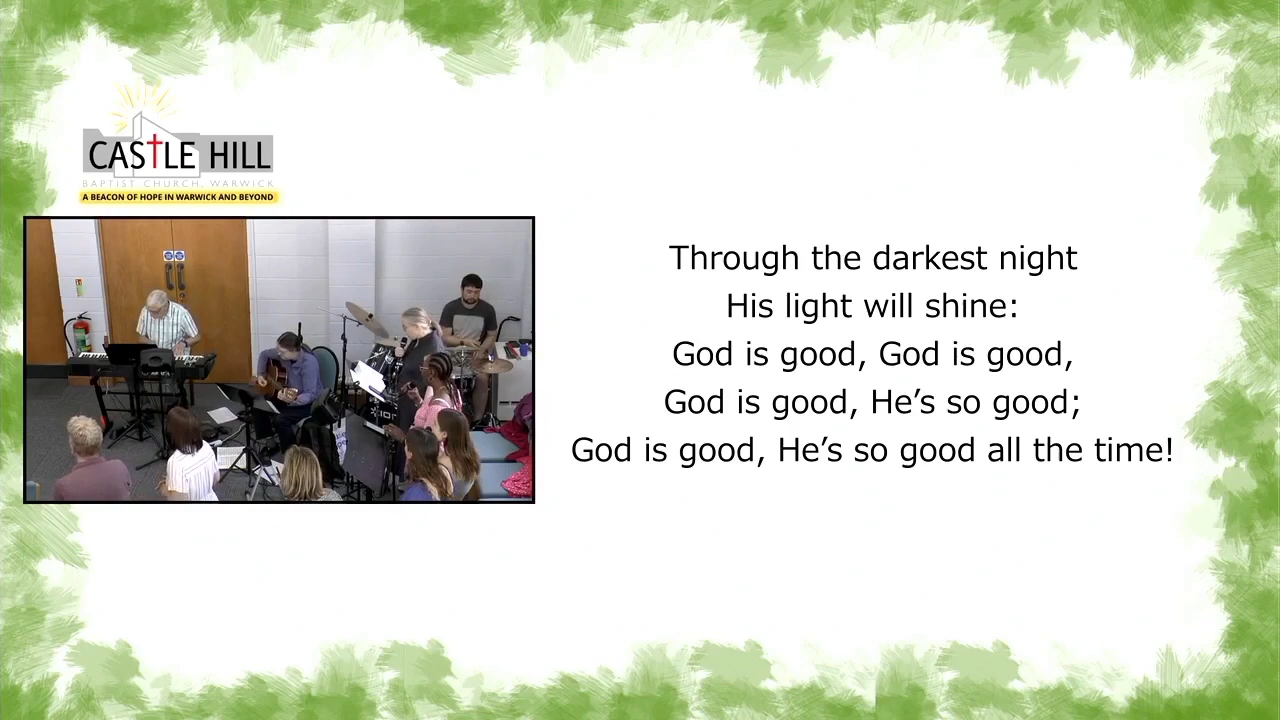 CASTLE HILL
BAPTIST CHURCH, WARWICK
A BEACON OF HOPE IN WARWICK AND BEYOND
Through the darkest night
His light will shine:
God is good, God is good,
God is good, He’s so good;
God is good, He’s so good all the time!